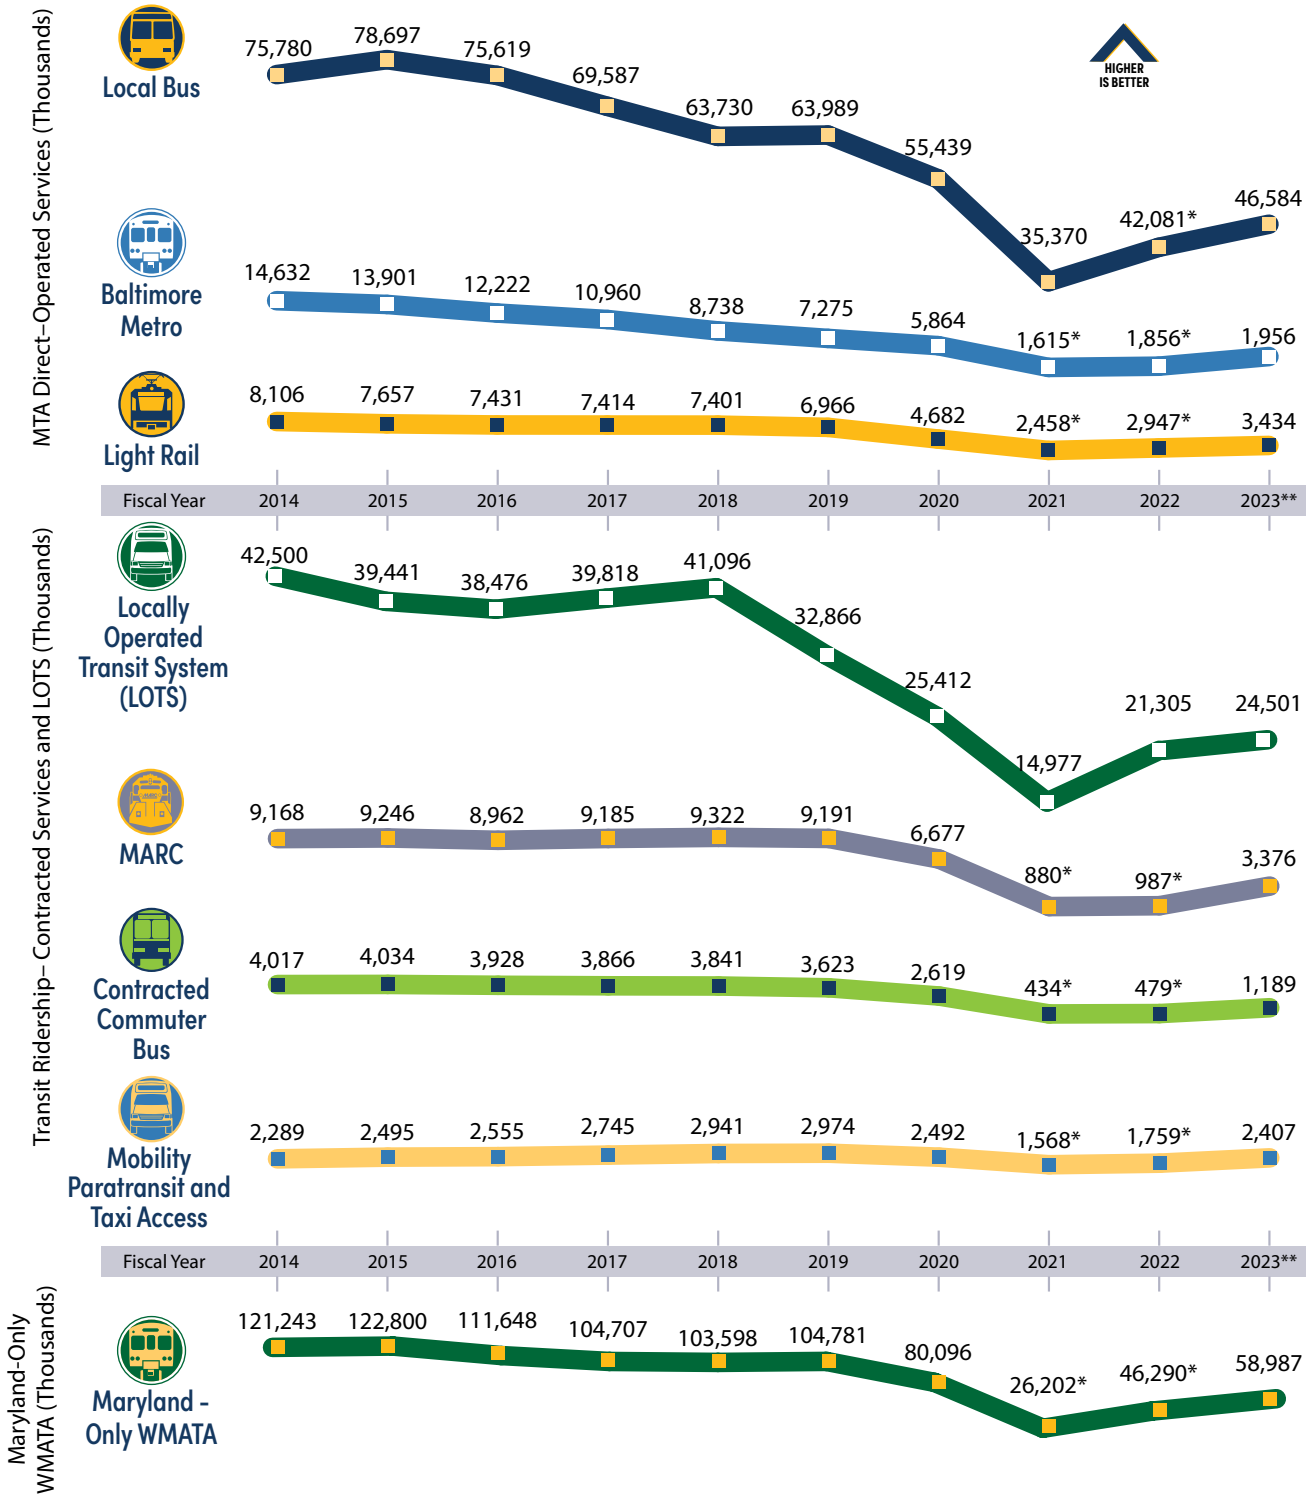 MTA Direct–Operated Services (Thousands)
HIGHER
IS BETTER
Local Bus
75,780 78,697 75,619 69,587 63,730 63,989 55,439 35,370 42,081* 46,584
Baltimore
Metro
14,632 13,901 12,222 10,960 8,738 7,275 5,864 1,615* 1,856* 1,956
Light Rail
8,106 7,657 7,431 7,414 7,401 6,966 4,682 2,458* 2,947* 3,434
Fiscal Year 2014 2015 2016 2017 2018 2019 2020 2021 2022 2023**
Transit Ridership– Contracted Services and LOTS (Thousands)
Locally
Operated
Transit System
(LOTS)
42,500 39,441 38,476 39,818 41,096 32,866 25,412 14,977 21,305 24,501
MARC
9,168 9,246 8,962 9,185 9,322 9,191 6,677 880* 987* 3,376
Contracted
Commuter
Bus
4,017 4,034 3,928 3,866 3,841 3,623 2,619 434* 479* 1,189
Mobility
Paratransit and
Taxi Access
2,289 2,495 2,555 2,745 2,941 2,974 2,492 1,568* 1,759* 2,407
Fiscal Year 2014 2015 2016 2017 2018 2019 2020 2021 2022 2023**
Maryland-Only
WMATA (Thousands)
Maryland -
Only WMATA
121,243 122,800 111,648 104,707 103,598 104,781 80,096 26,202* 46,290* 58,987